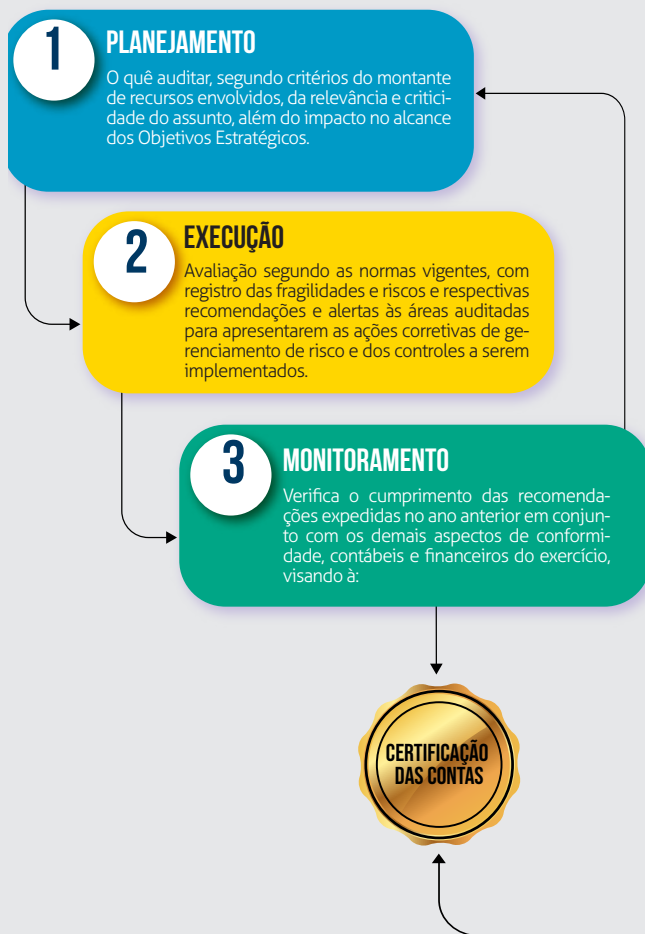 1
PLANEJAMENTO
O quê auditar, segundo critérios do montante
de recursos envolvidos, da relevância e critici-
dade do assunto, além do impacto no alcance
dos Objetivos Estratégicos.
2
EXECUÇÃO
Avaliação segundo as normas vigentes, com
registro das fragilidades e riscos e respectivas
recomendações e alertas às áreas auditadas
para apresentarem as ações corretivas de ge-
renciamento de risco e dos controles a serem
implementados.
3
MONITORAMENTO
Verifica o cumprimento das recomenda-
ções expedidas no ano anterior em conjun-
to com os demais aspectos de conformi-
dade, contábeis e financeiros do exercício,
visando à:
CERTIFICAÇÃO
DAS CONTAS